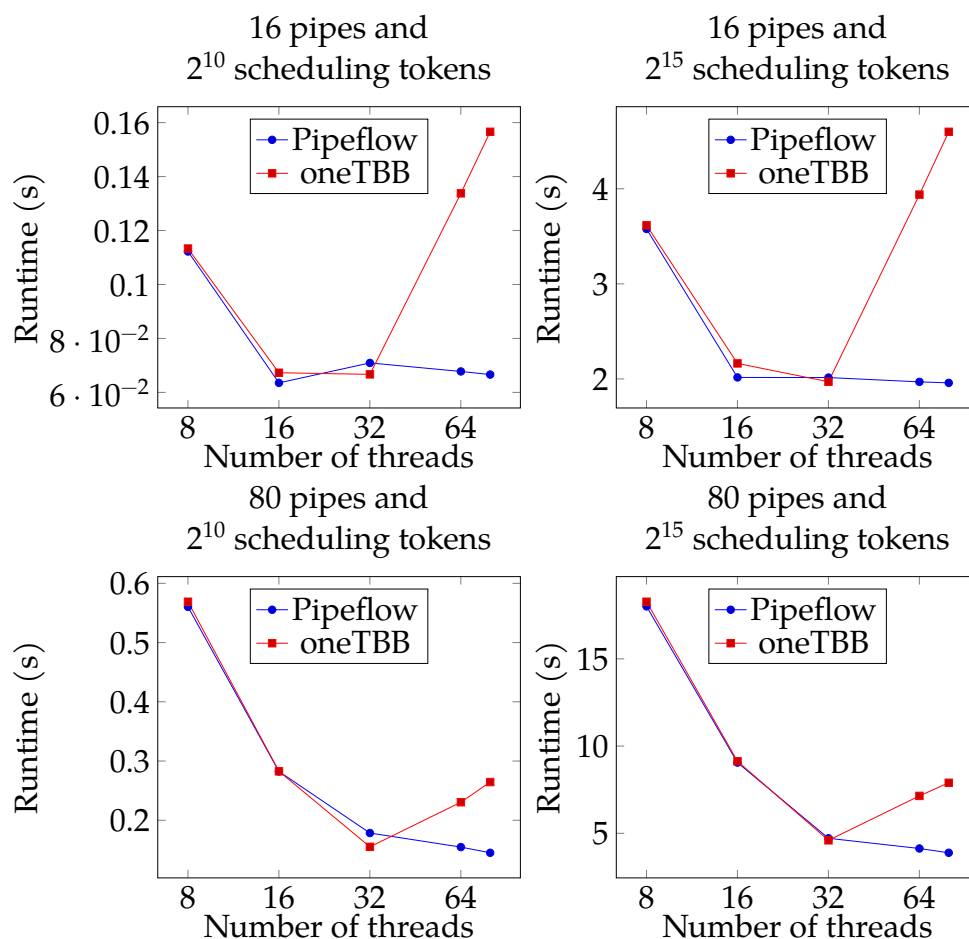 16 pipes and
2^10 scheduling tokens
Runtime (s)
0.16
0.14
0.12
0.1
8 · 10^−2
6 · 10^−2
Pipeflow
oneTBB
8 16 32 64
Number of threads
16 pipes and
2^15 scheduling tokens
Runtime (s)
4
3
2
Pipeflow
oneTBB
8 16 32 64
Number of threads
80 pipes and
2^10 scheduling tokens
Runtime (s)
0.6
0.5
0.4
0.3
0.2
Pipeflow
oneTBB
8 16 32 64
Number of threads
80 pipes and
2^15 scheduling tokens
Runtime (s)
15
10
5
Pipeflow
oneTBB
8 16 32 64
Number of threads